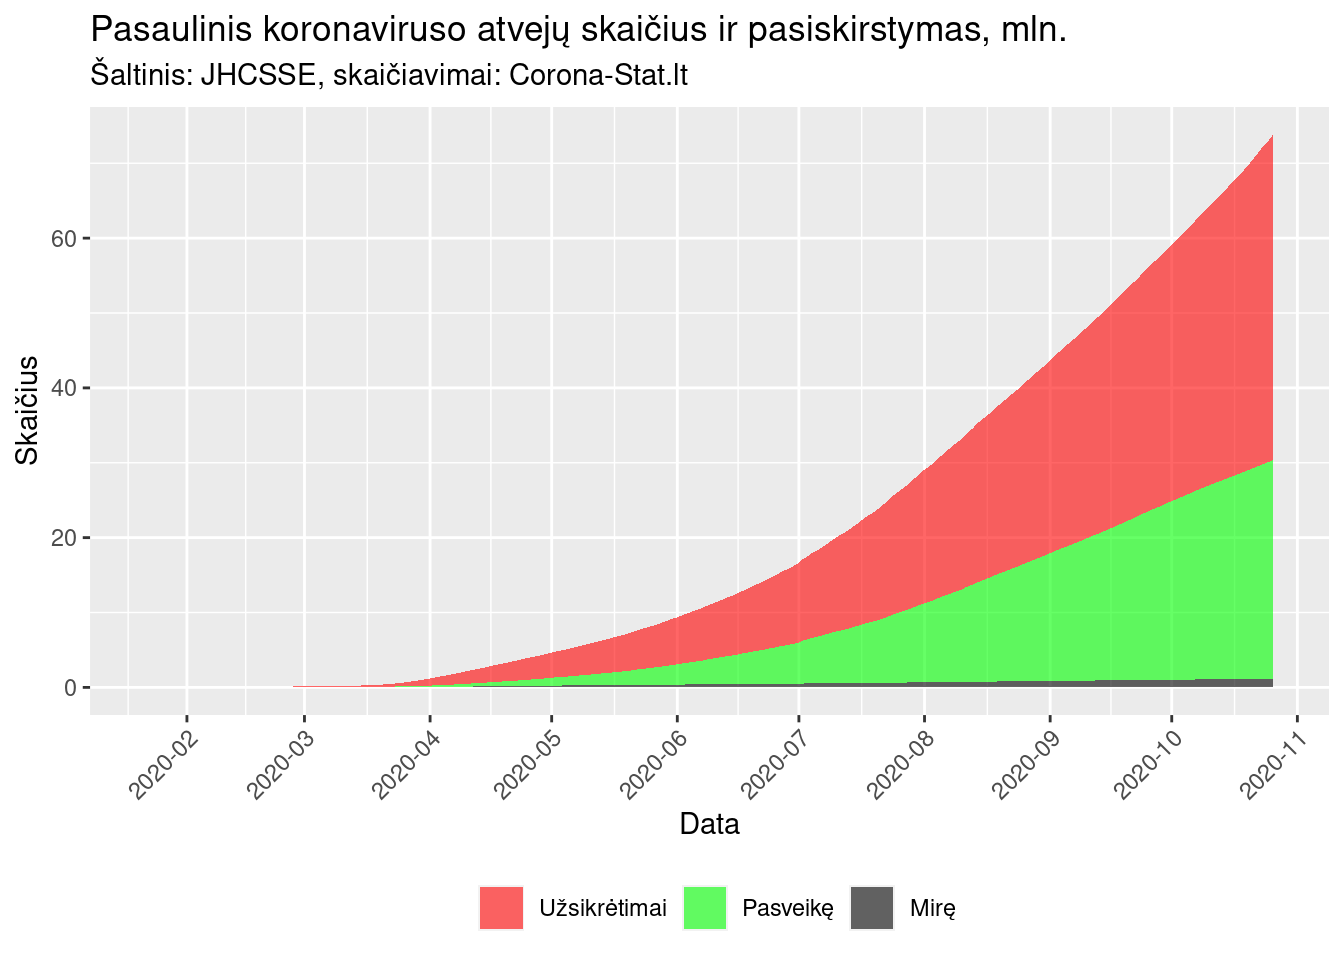 Pasaulinis koronaviruso atvejų skaičius ir pasiskirstymas, mln.
Šaltinis: JHCSSE, skaičiavimai: Corona-Stat.lt
Skaičius
60
40
20
0
2020-02
2020-03
2020-04
2020-05
2020-06
2020-07
2020-08
2020-09
2020-10
2020-11
Data
Užsikrėtimai
Pasveikę
Mirę